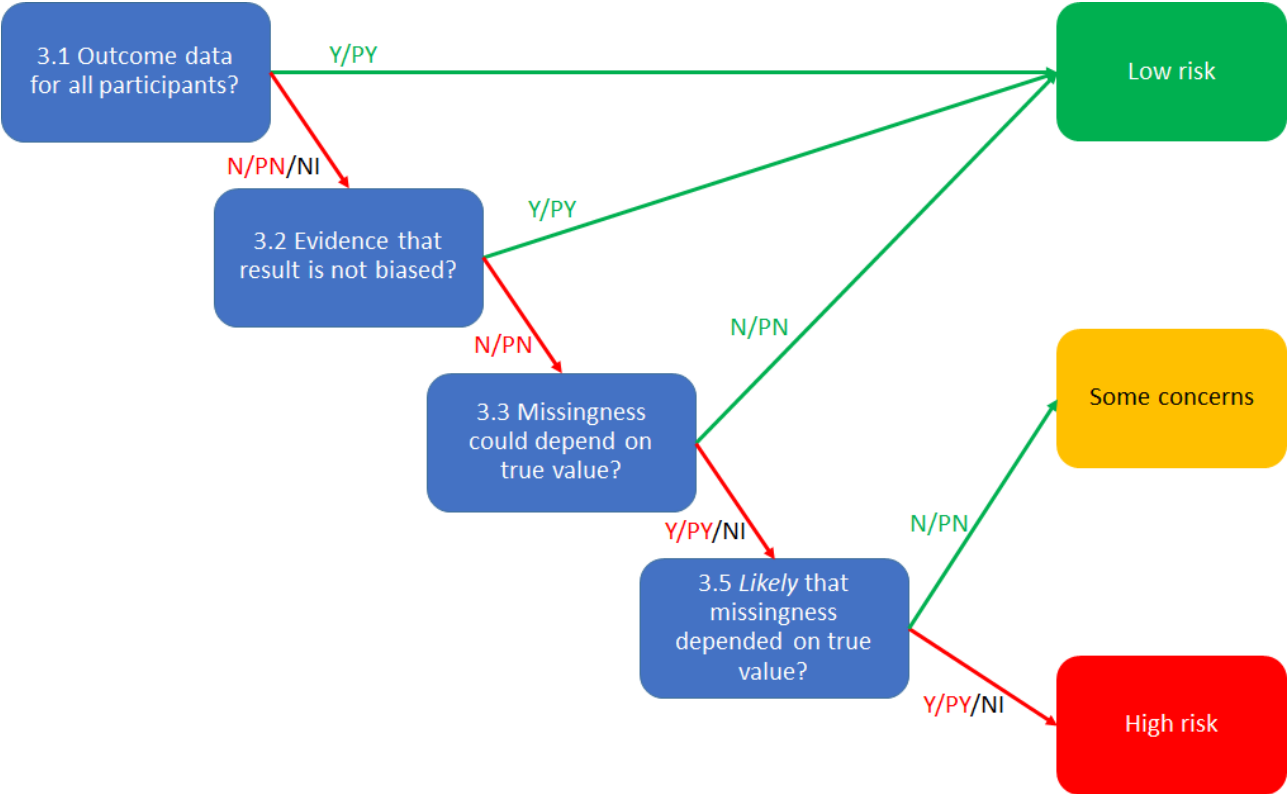 3.1 Outcome data
for all participants?
Y/PY
Low risk
N/PN/NI
3.2 Evidence that
result is not biased?
Y/PY
N/PN
N/PN
3.3 Missingness
could depend on
true value?
Some concerns
Y/PY/NI
N/PN
3.5 Likely that
missingness
depended on true
value?
Y/PY/NI
High risk